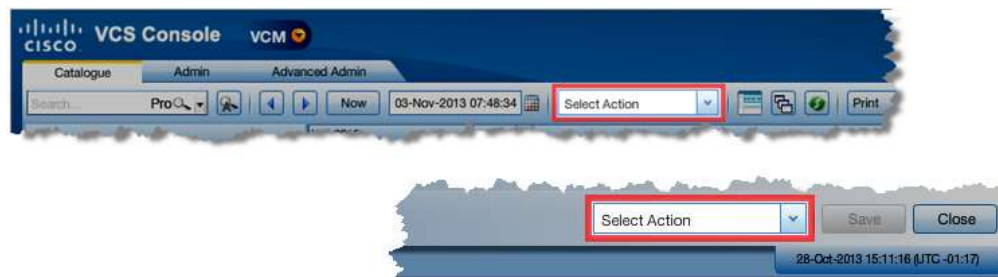 CISCO VCS Console VCM
Catalogue Admin Advanced Admin
Search... Pro Now 03-Nov-2013 07:48:34 Select Action Print
Select Action Save Close
28-Oct-2013 15:11:16 (UTC -01:17)